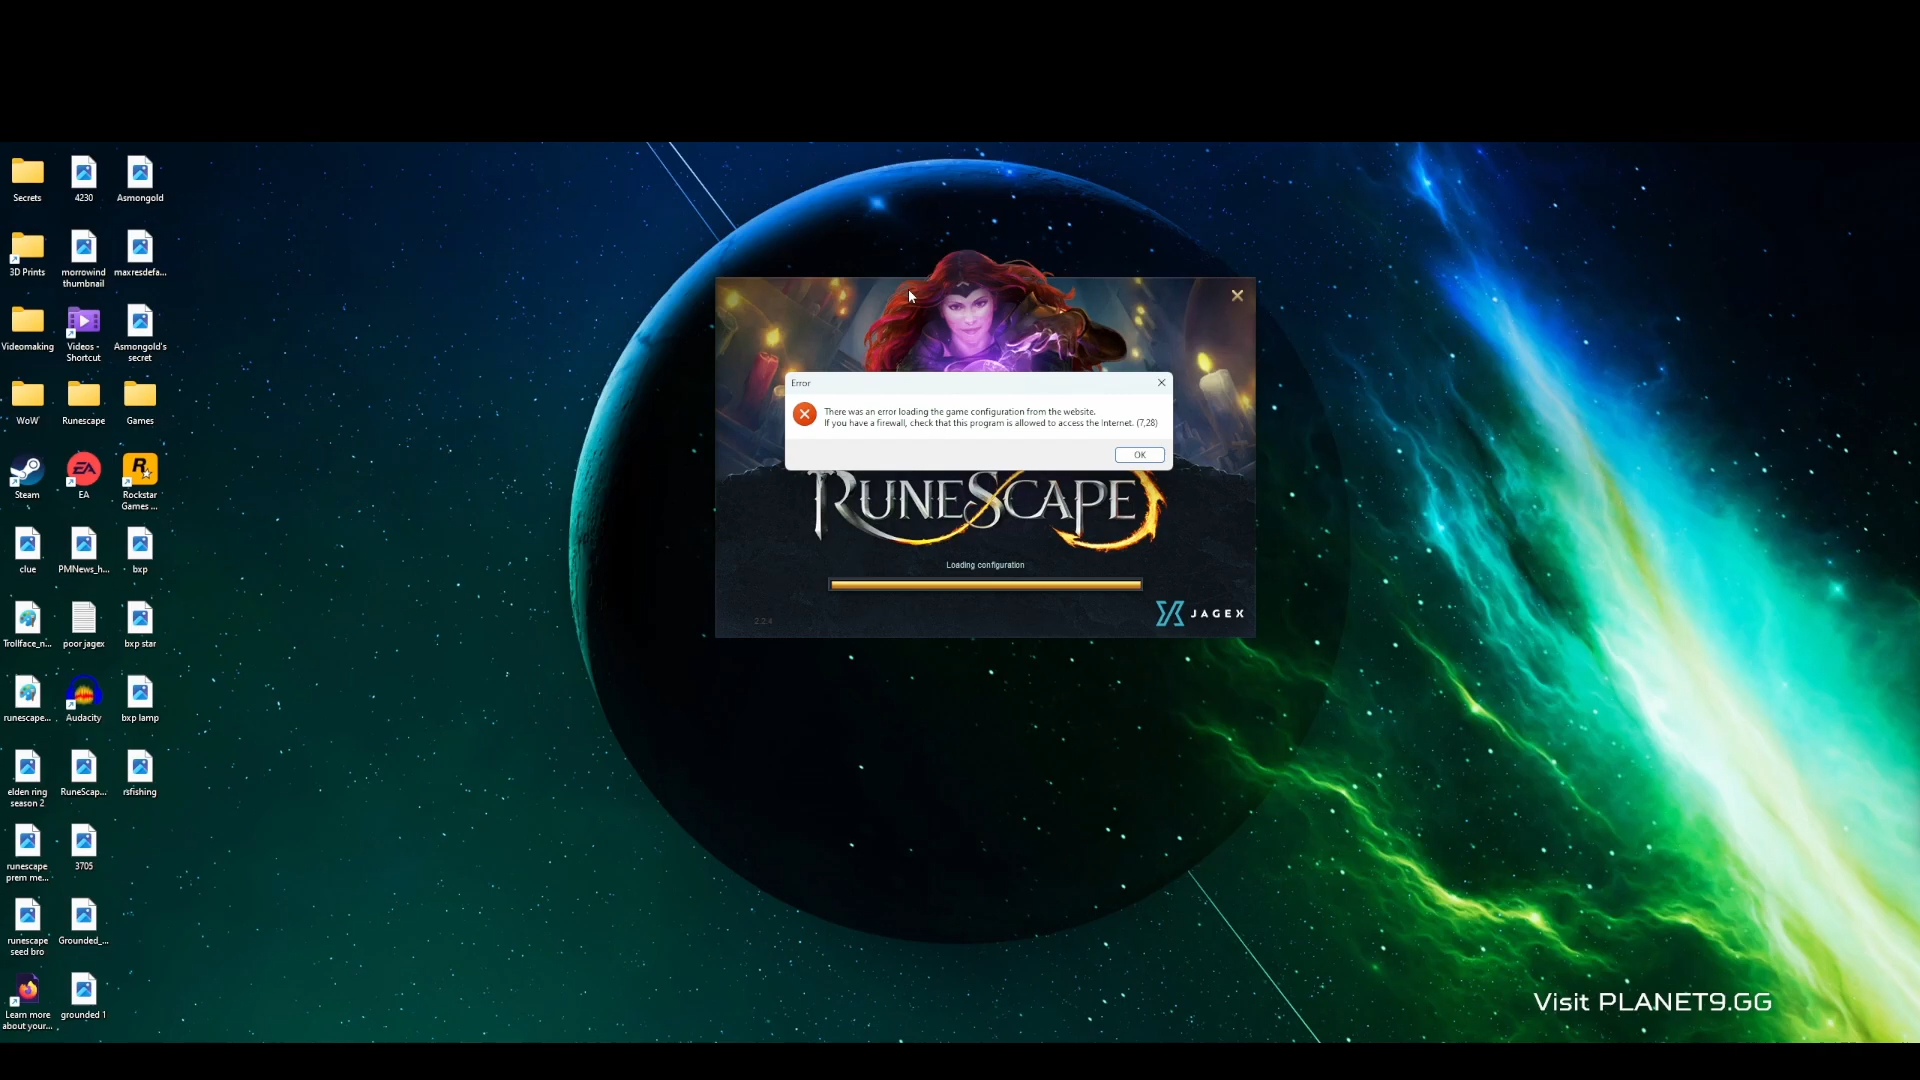 Secrets
4230
Asmongold
3D Prints
morrowind
thumbnail
maxresdefa...
Videomaking
Videos -
Shortcut
Asmongold's
secret
WoW
Runescape
Games
Steam
EA
Rockstar
Games ...
clue
PMNews_h...
bxp
Trollface_n...
poor jagex
bxp star
runescape...
Audacity
bxp lamp
elden ring
season 2
RuneScap...
rsfishing
runescape
prem me...
3705
runescape
seed bro
Grounded_...
Learn more
about your...
grounded 1
Error
There was an error loading the game configuration from the website.
If you have a firewall, check that this program is allowed to access the Internet. (7,28)
OK
RUNESCAPE
Loading configuration
2.2.4
JAGEX
Visit PLANET9.GG